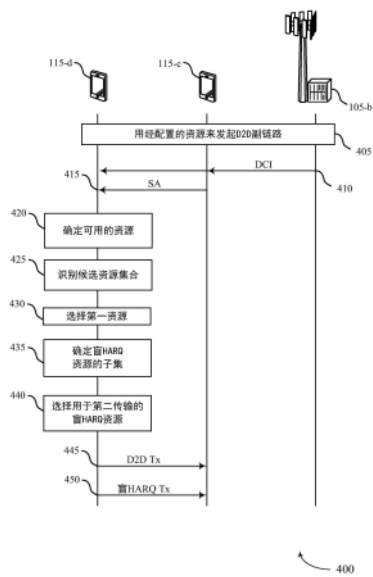 115-d
115-c
105-b
用经配置的资源来发起D2D副链路
405
415
DCI
SA
410
420
确定可用的资源
425
识别候选资源集合
430
选择第一资源
435
确定盲HARQ
资源的子集
440
选择用于第二传输的
盲HARQ资源
445
D2D Tx
450
盲HARQ Tx
400